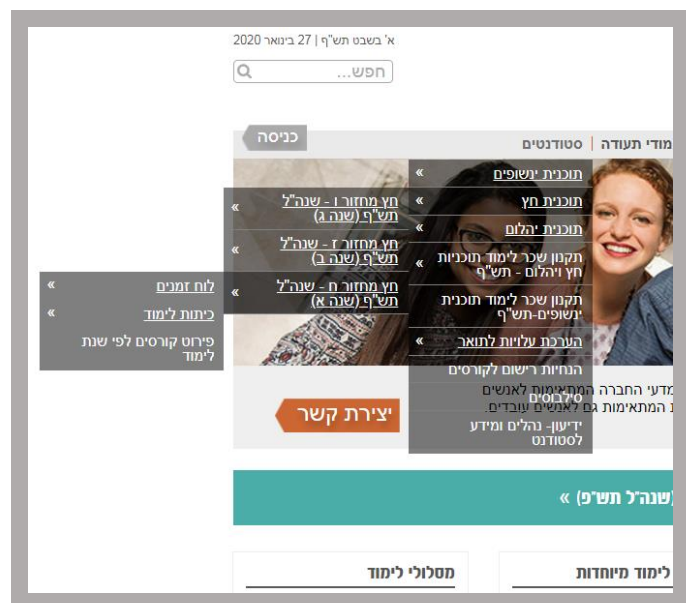 א' בשבט תש"ף | 27 בינואר 2020
חפש...
כניסה
מודי תעודה | סטודנטים
תוכנית ינשופים »
תוכנית חץ »
תוכנית יהלום »
תקנון שכר לימוד תוכניות »
חץ ויהלום - תש"ף
תקנון שכר לימוד תוכנית
ינשופים-תש"ף
הערכת עלויות לתואר »
הנחיות רישום לקורסים
סילבוסים
ידיעון- נהלים ומידע
לסטודנט
חץ מחזור ו - שנה"ל »
תש"ף (שנה ג)
חץ מחזור ז - שנה"ל »
תש"ף (שנה ב)
חץ מחזור ח - שנה"ל »
תש"ף (שנה א)
לוח זמנים »
כיתות לימוד »
פירוט קורסים לפי שנת
לימוד
מדעי החברה המתאימות לאנשים
ת המתאימות גם לאנשים עובדים.
יצירת קשר
(שנה"ל תש"פ) »
לימוד מיוחדות
מסלולי לימוד